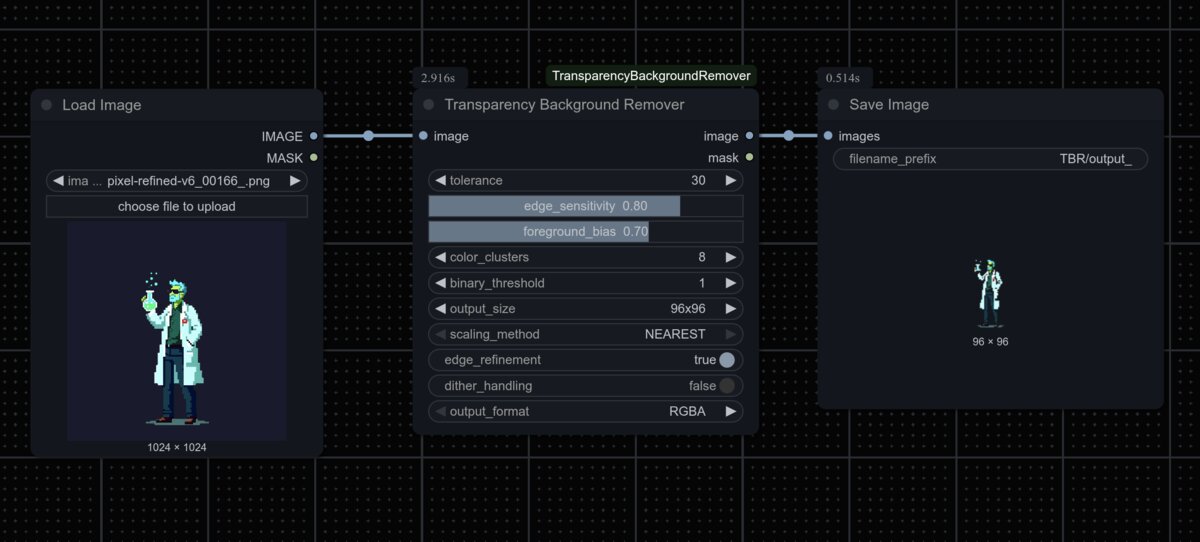 2.916s
TransparencyBackgroundRemover
0.514s
Load Image
IMAGE
MASK
ima ... pixel-refined-v6_00166_.png
choose file to upload
1024 × 1024
Transparency Background Remover
image image
mask
tolerance 30
edge_sensitivity 0.80
foreground_bias 0.70
color_clusters 8
binary_threshold 1
output_size 96x96
scaling_method NEAREST
edge_refinement true
dither_handling false
output_format RGBA
Save Image
images
filename_prefix TBR/output_
96 × 96